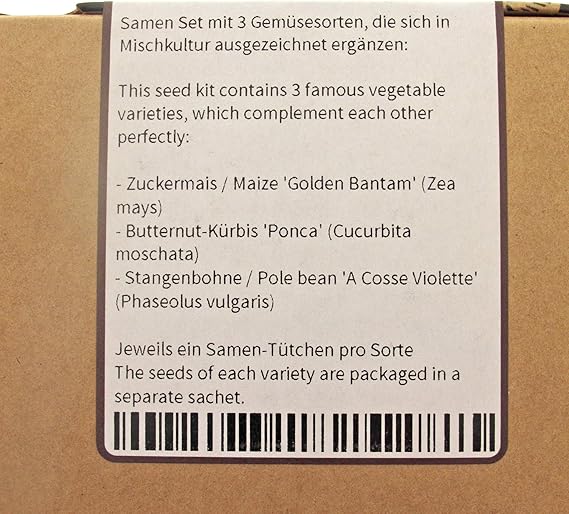 Samen Set mit 3 Gemüsesorten, die sich in
Mischkultur ausgezeichnet ergänzen:
This seed kit contains 3 famous vegetable
varieties, which complement each other
perfectly:
- Zuckermais / Maize 'Golden Bantam' (Zea
mays)
- Butternut-Kürbis 'Ponca' (Cucurbita
moschata)
- Stangenbohne / Pole bean 'A Cosse Violette'
(Phaseolus vulgaris)
Jeweils ein Samen-Tütchen pro Sorte
The seeds of each variety are packaged in a
separate sachet.